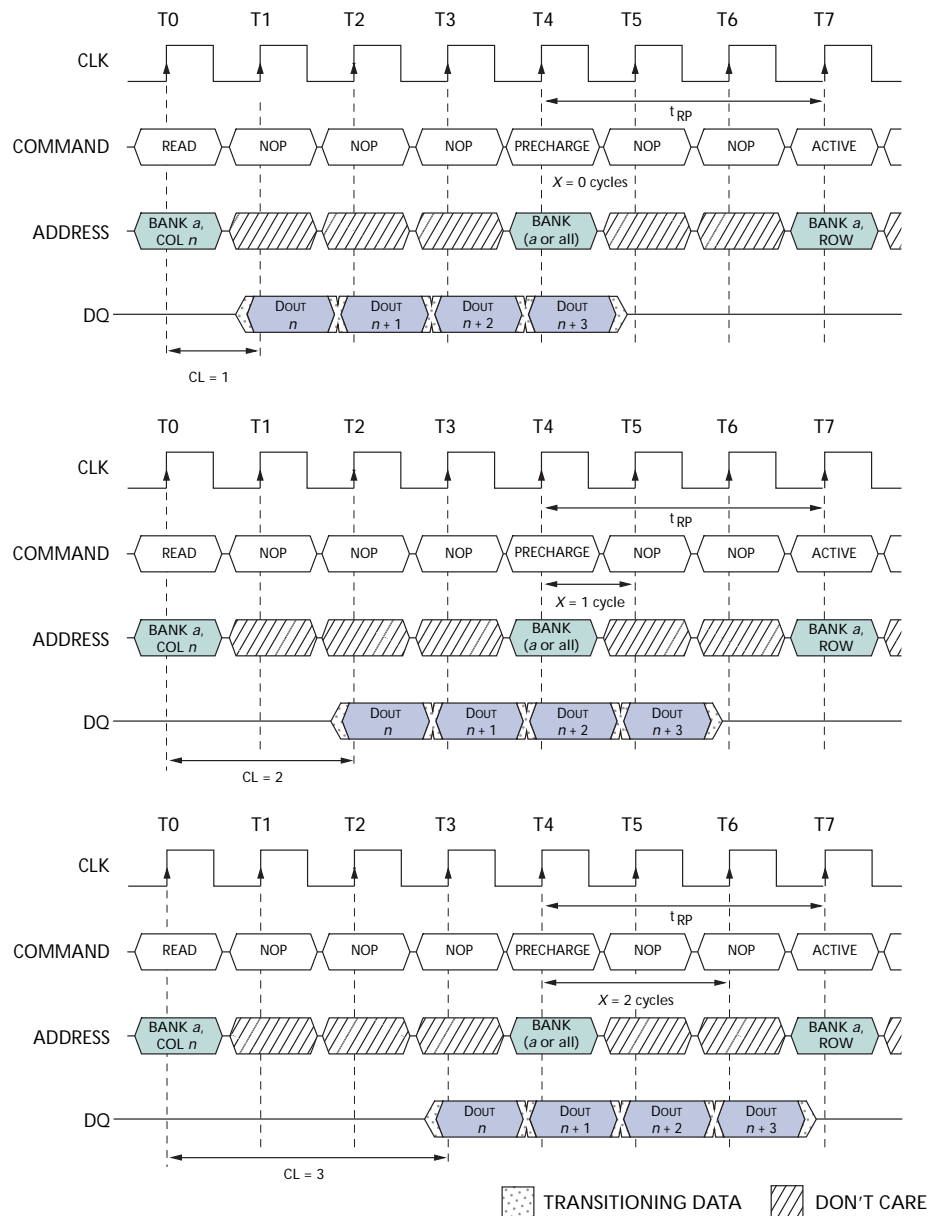 T0 T1 T2 T3 T4 T5 T6 T7
CLK
tRP
COMMAND READ NOP NOP NOP PRECHARGE NOP NOP ACTIVE
X = 0 cycles
ADDRESS BANK a, COL n BANK (a or all) BANK a, ROW
DQ DOUT n DOUT n + 1 DOUT n + 2 DOUT n + 3
CL = 1
T0 T1 T2 T3 T4 T5 T6 T7
CLK
tRP
COMMAND READ NOP NOP NOP PRECHARGE NOP NOP ACTIVE
X = 1 cycle
ADDRESS BANK a, COL n BANK (a or all) BANK a, ROW
DQ DOUT n DOUT n + 1 DOUT n + 2 DOUT n + 3
CL = 2
T0 T1 T2 T3 T4 T5 T6 T7
CLK
tRP
COMMAND READ NOP NOP NOP PRECHARGE NOP NOP ACTIVE
X = 2 cycles
ADDRESS BANK a, COL n BANK (a or all) BANK a, ROW
DQ DOUT n DOUT n + 1 DOUT n + 2 DOUT n + 3
CL = 3
TRANSITIONING DATA DON'T CARE